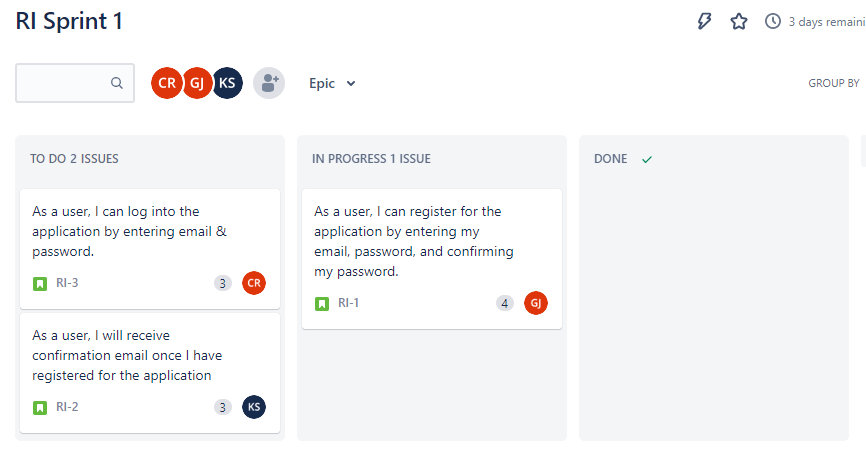 RI Sprint 1
3 days remaini
CR GJ KS
Epic
GROUP BY
TO DO 2 ISSUES
As a user, I can log into the
application by entering email &
password.
RI-3
3
CR
As a user, I will receive
confirmation email once I have
registered for the application
RI-2
3
KS
IN PROGRESS 1 ISSUE
As a user, I can register for the
application by entering my
email, password, and confirming
my password.
RI-1
4
GJ
DONE